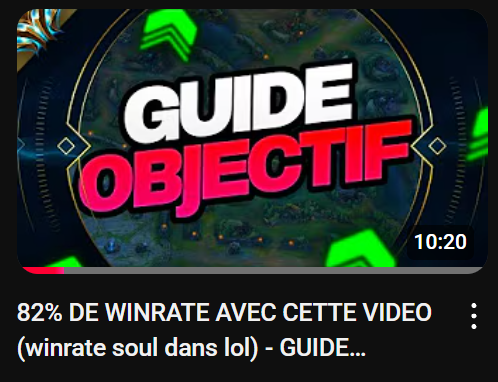 GUIDE
OBJECTIF
10:20
82% DE WINRATE AVEC CETTE VIDEO
(winrate soul dans lol) - GUIDE...